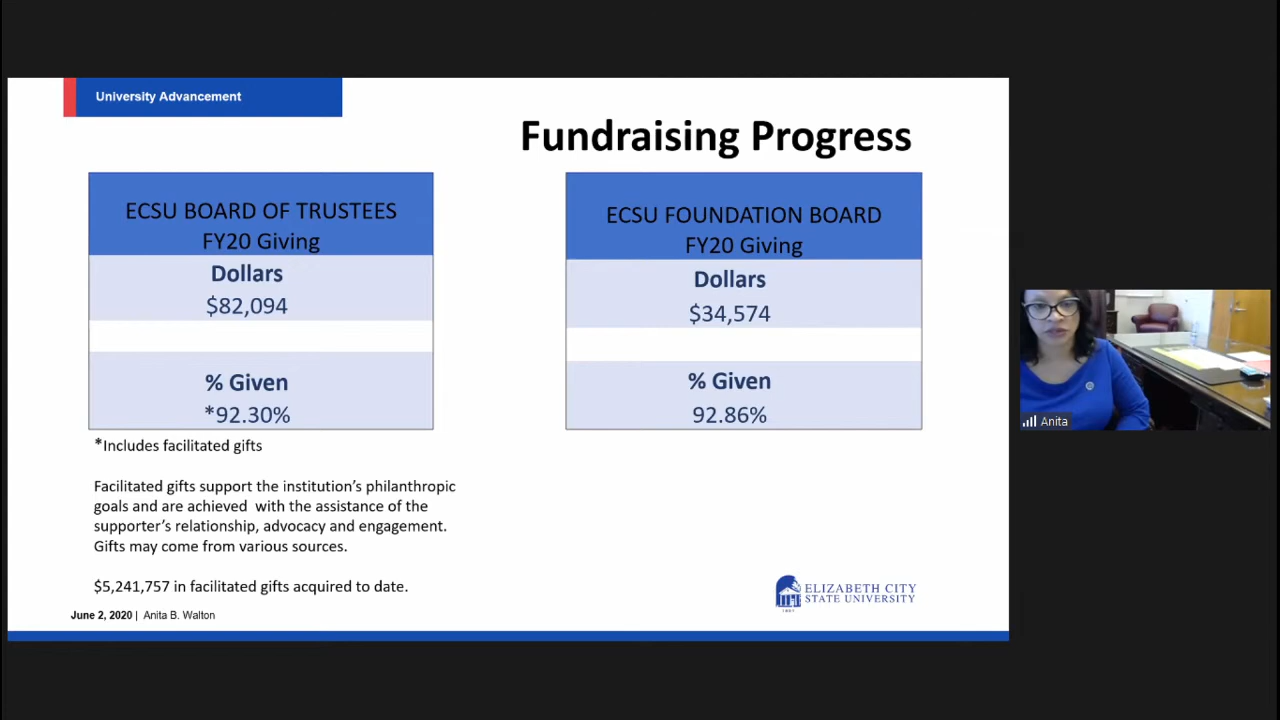 University Advancement
Fundraising Progress
ECSU BOARD OF TRUSTEES
FY20 Giving
Dollars
$82,094
% Given
*92.30%
*Includes facilitated gifts
Facilitated gifts support the institution's philanthropic
goals and are achieved with the assistance of the
supporter's relationship, advocacy and engagement.
Gifts may come from various sources.
$5,241,757 in facilitated gifts acquired to date.
ECSU FOUNDATION BOARD
FY20 Giving
Dollars
$34,574
% Given
92.86%
ELIZABETH CITY
STATE UNIVERSITY
1891
June 2, 2020 | Anita B. Walton
Anita